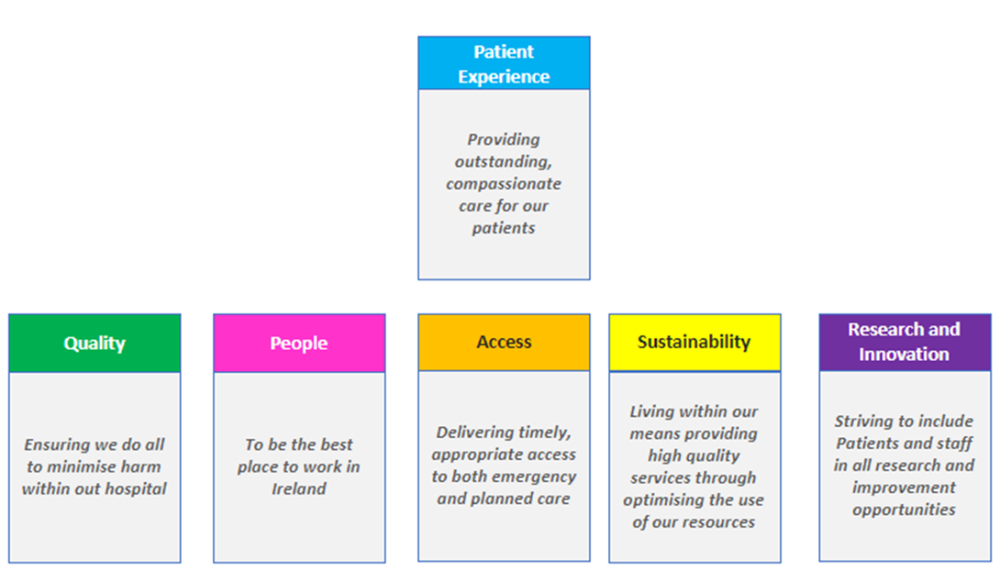 Patient
Experience
Providing
outstanding,
compassionate
care for our
patients
Quality
Ensuring we do all
to minimise harm
within out hospital
People
To be the best
place to work in
Ireland
Access
Delivering timely,
appropriate access
to both emergency
and planned care
Sustainability
Living within our
means providing
high quality
services through
optimising the use
of our resources
Research and
Innovation
Striving to include
Patients and staff
in all research and
improvement
opportunities